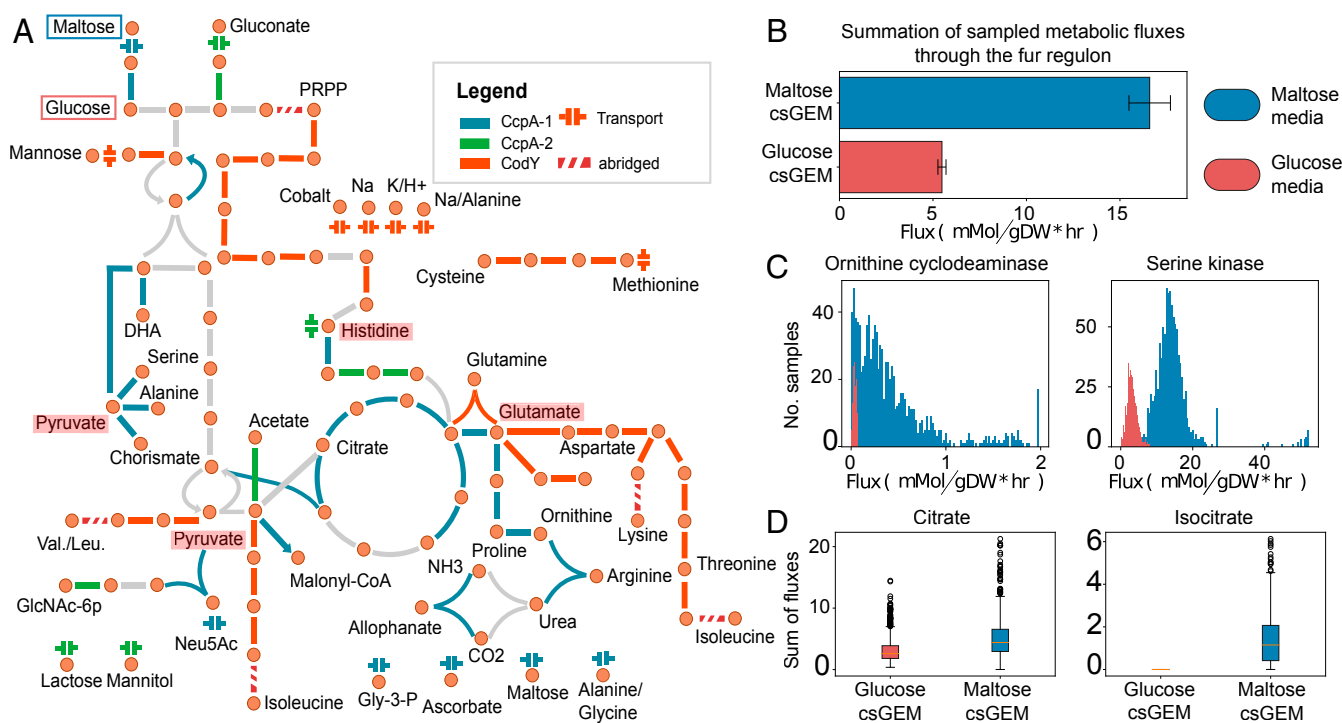 A
Maltose
Gluconate
Glucose
PRPP
Mannose
Legend
CcpA-1
CcpA-2
CodY
Transport
abridged
Cobalt
Na
K/H+
Na/Alanine
Cysteine
Methionine
DHA
Histidine
Serine
Alanine
Pyruvate
Chorismate
Acetate
Citrate
Glutamine
Glutamate
Aspartate
Val./Leu.
Pyruvate
Malonyl-CoA
NH3
Proline
Ornithine
Lysine
Arginine
Threonine
GlcNAc-6p
Neu5Ac
Allophanate
Urea
CO2
Isoleucine
Lactose
Mannitol
Isoleucine
Gly-3-P
Ascorbate
Maltose
Alanine/
Glycine
B
Summation of sampled metabolic fluxes
through the fur regulon
Maltose
csGEM
Glucose
csGEM
0 5 10 15
Flux ( mMol/gDW*hr )
Maltose
media
Glucose
media
C
Ornithine cyclodeaminase
No. samples
40
20
0
0 1 2
Flux ( mMol/gDW*hr )
Serine kinase
50
25
0
0 20 40
Flux ( mMol/gDW*hr )
D
Citrate
Sum of fluxes
20
10
0
Glucose
csGEM
Maltose
csGEM
Isocitrate
6
4
2
0
Glucose
csGEM
Maltose
csGEM